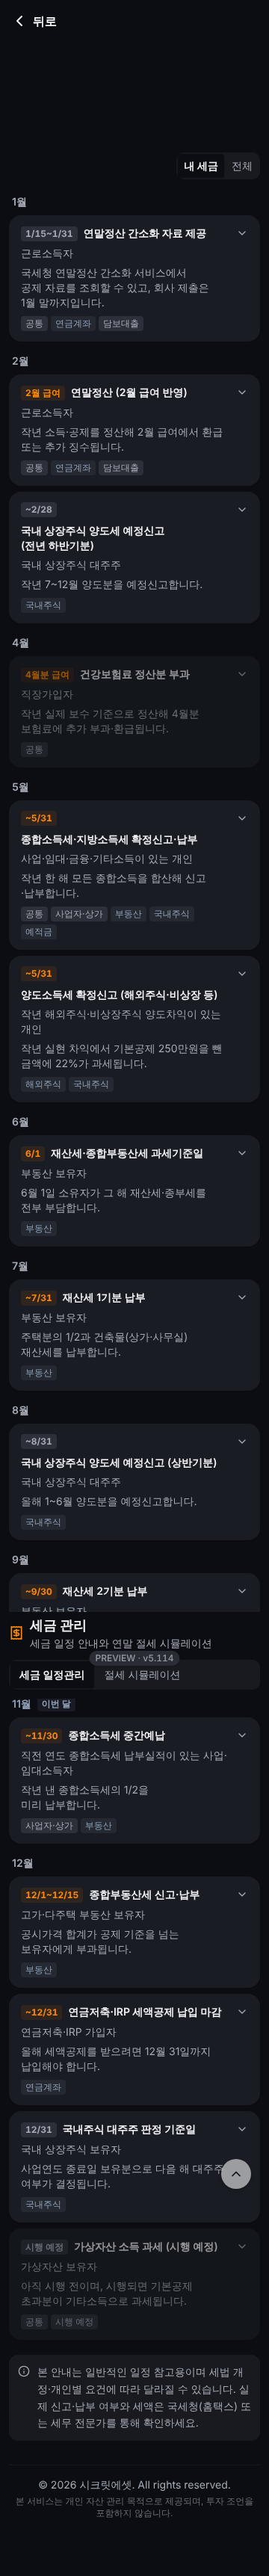 뒤로
내 세금 전체
1월
1/15~1/31 연말정산 간소화 자료 제공
근로소득자
국세청 연말정산 간소화 서비스에서
공제 자료를 조회할 수 있고, 회사 제출은
1월 말까지입니다.
공통 연금계좌 담보대출
2월
2월 급여 연말정산 (2월 급여 반영)
근로소득자
작년 소득·공제를 정산해 2월 급여에서 환급
또는 추가 징수됩니다.
공통 연금계좌 담보대출
~2/28
국내 상장주식 양도세 예정신고
(전년 하반기분)
국내 상장주식 대주주
작년 7~12월 양도분을 예정신고합니다.
국내주식
4월
4월분 급여 건강보험료 정산분 부과
직장가입자
작년 실제 보수 기준으로 정산해 4월분
보험료에 추가 부과·환급됩니다.
공통
5월
~5/31
종합소득세·지방소득세 확정신고·납부
사업·임대·금융·기타소득이 있는 개인
작년 한 해 모든 종합소득을 합산해 신고
·납부합니다.
공통 사업자·상가 부동산 국내주식
예적금
~5/31
양도소득세 확정신고 (해외주식·비상장 등)
작년 해외주식·비상장주식 양도차익이 있는
개인
작년 실현 차익에서 기본공제 250만원을 뺀
금액에 22%가 과세됩니다.
해외주식 국내주식
6월
6/1 재산세·종합부동산세 과세기준일
부동산 보유자
6월 1일 소유자가 그 해 재산세·종부세를
전부 부담합니다.
부동산
7월
~7/31 재산세 1기분 납부
부동산 보유자
주택분의 1/2과 건축물(상가·사무실)
재산세를 납부합니다.
부동산
8월
~8/31
국내 상장주식 양도세 예정신고 (상반기분)
국내 상장주식 대주주
올해 1~6월 양도분을 예정신고합니다.
국내주식
9월
~9/30 재산세 2기분 납부
부동산 보유자
세금 관리
세금 일정 안내와 연말 절세 시뮬레이션
PREVIEW · v5.114
세금 일정관리 절세 시뮬레이션
11월 이번 달
~11/30 종합소득세 중간예납
직전 연도 종합소득세 납부실적이 있는 사업·
임대소득자
작년 낸 종합소득세의 1/2을
미리 납부합니다.
사업자·상가 부동산
12월
12/1~12/15 종합부동산세 신고·납부
고가·다주택 부동산 보유자
공시가격 합계가 공제 기준을 넘는
보유자에게 부과됩니다.
부동산
~12/31 연금저축·IRP 세액공제 납입 마감
연금저축·IRP 가입자
올해 세액공제를 받으려면 12월 31일까지
납입해야 합니다.
연금계좌
12/31 국내주식 대주주 판정 기준일
국내 상장주식 보유자
사업연도 종료일 보유분으로 다음 해 대주주
여부가 결정됩니다.
국내주식
시행 예정 가상자산 소득 과세 (시행 예정)
가상자산 보유자
아직 시행 전이며, 시행되면 기본공제
초과분이 기타소득으로 과세됩니다.
공통 시행 예정
본 안내는 일반적인 일정 참고용이며 세법 개
정·개인별 요건에 따라 달라질 수 있습니다. 실
제 신고·납부 여부와 세액은 국세청(홈택스) 또
는 세무 전문가를 통해 확인하세요.
© 2026 시크릿에셋. All rights reserved.
본 서비스는 개인 자산 관리 목적으로 제공되며, 투자 조언을
포함하지 않습니다.